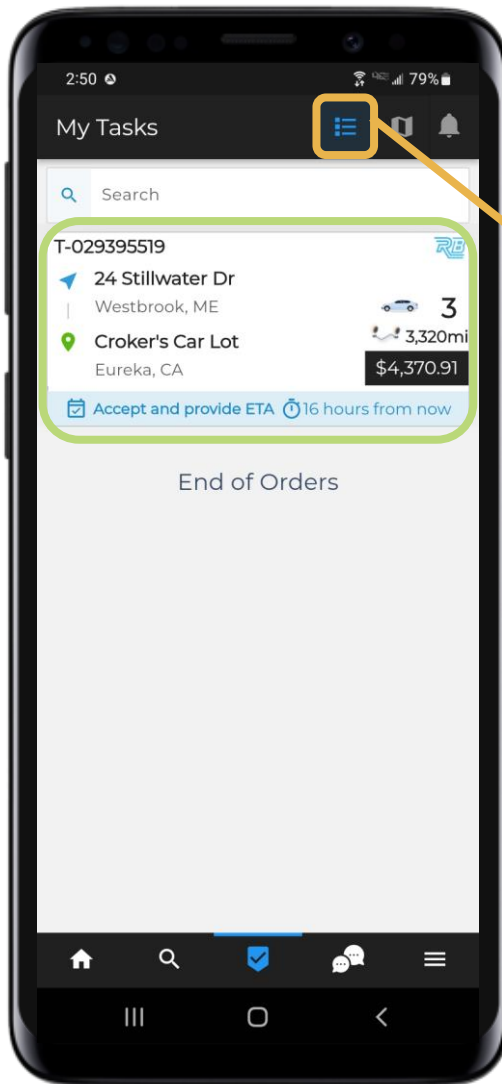 2:50 79%
My Tasks
Search
T-029395519 RB
24 Stillwater Dr
Westbrook, ME
3
Croker's Car Lot
3,320mi
Eureka, CA
$4,370.91
Accept and provide ETA 16 hours from now
End of Orders